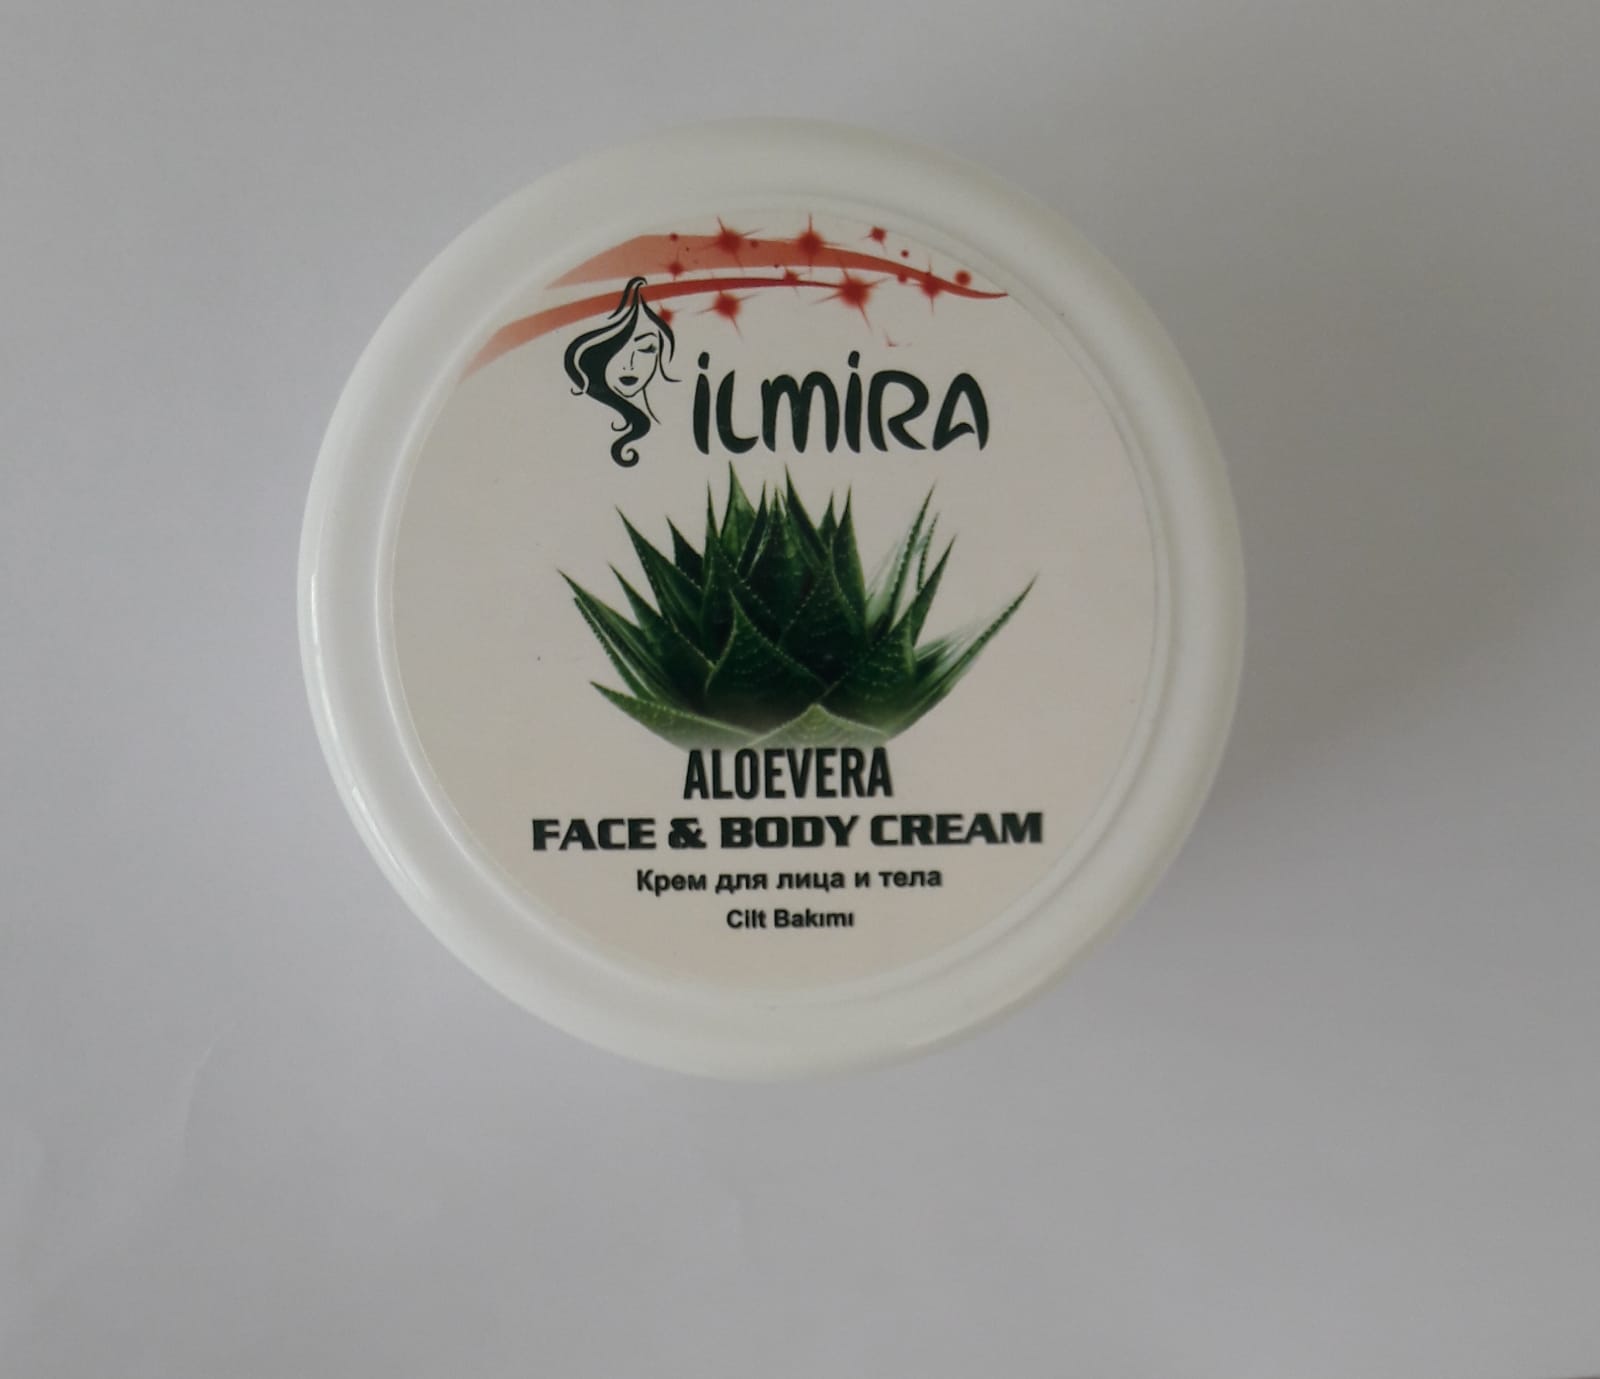 iLMiRA
ALOEVERA
FACE & BODY CREAM
Крем для лица и тела
Cilt Bakımı